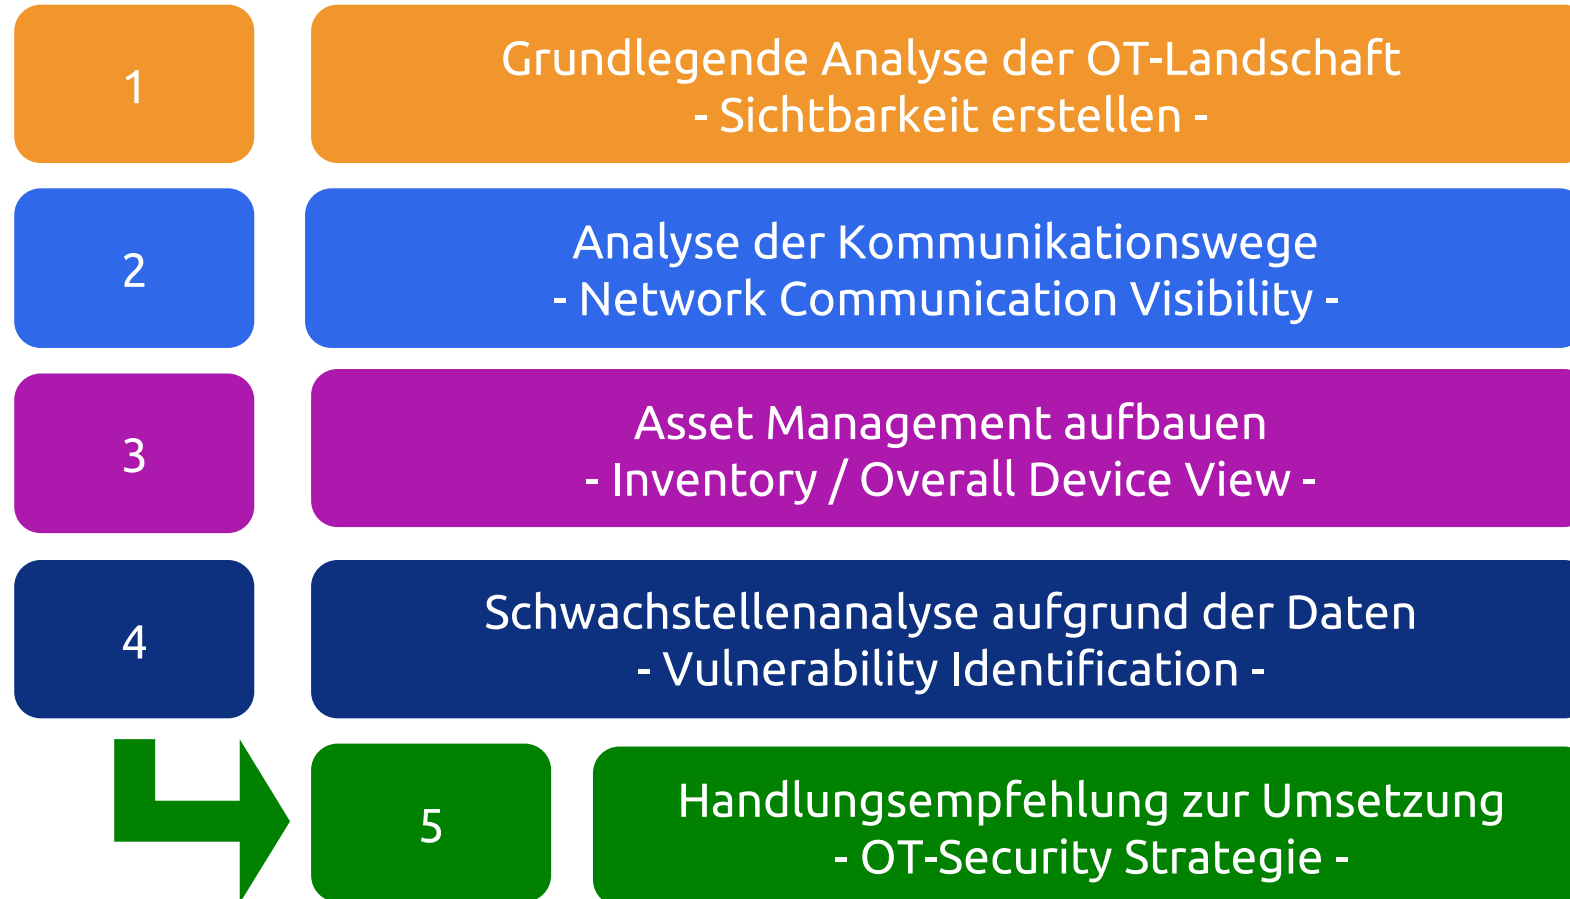 1
Grundlegende Analyse der OT-Landschaft
- Sichtbarkeit erstellen -
2
Analyse der Kommunikationswege
- Network Communication Visibility -
3
Asset Management aufbauen
- Inventory / Overall Device View -
4
Schwachstellenanalyse aufgrund der Daten
- Vulnerability Identification -
5
Handlungsempfehlung zur Umsetzung
- OT-Security Strategie -